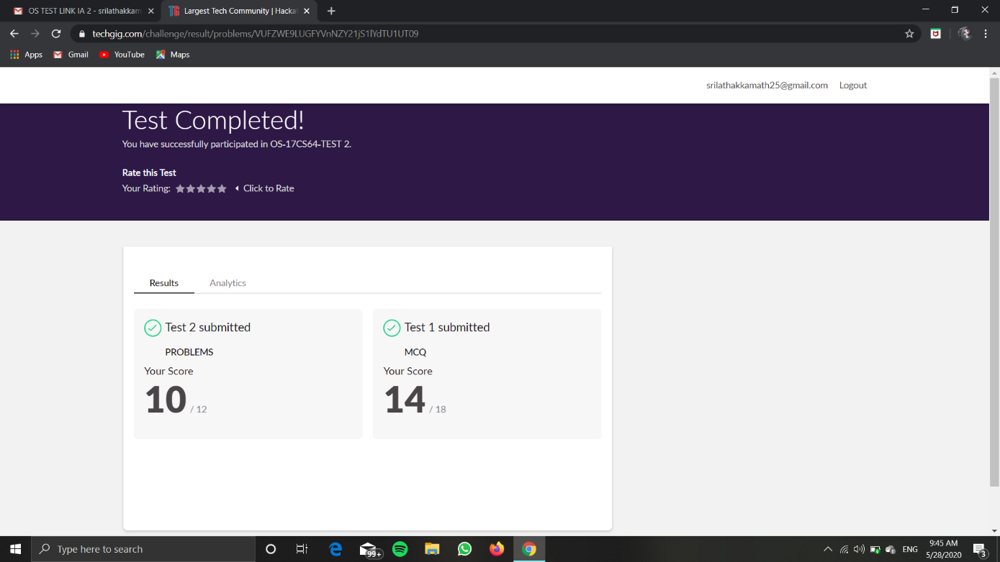 OS TEST LINK IA 2 - srilathakkam
Largest Tech Community | Hacka
techgig.com/challenge/result/problems/VUFZWE9LUGFYVnNZY21jS1lYdTU1UT09
Apps Gmail YouTube Maps
srilathakkamath25@gmail.com Logout
Test Completed!
You have successfully participated in OS-17CS64-TEST 2.
Rate this Test
Your Rating: Click to Rate
Results Analytics
Test 2 submitted
PROBLEMS
Your Score
10 / 12
Test 1 submitted
MCQ
Your Score
14 / 18
Type here to search
99+
ENG
9:45 AM
5/28/2020
3